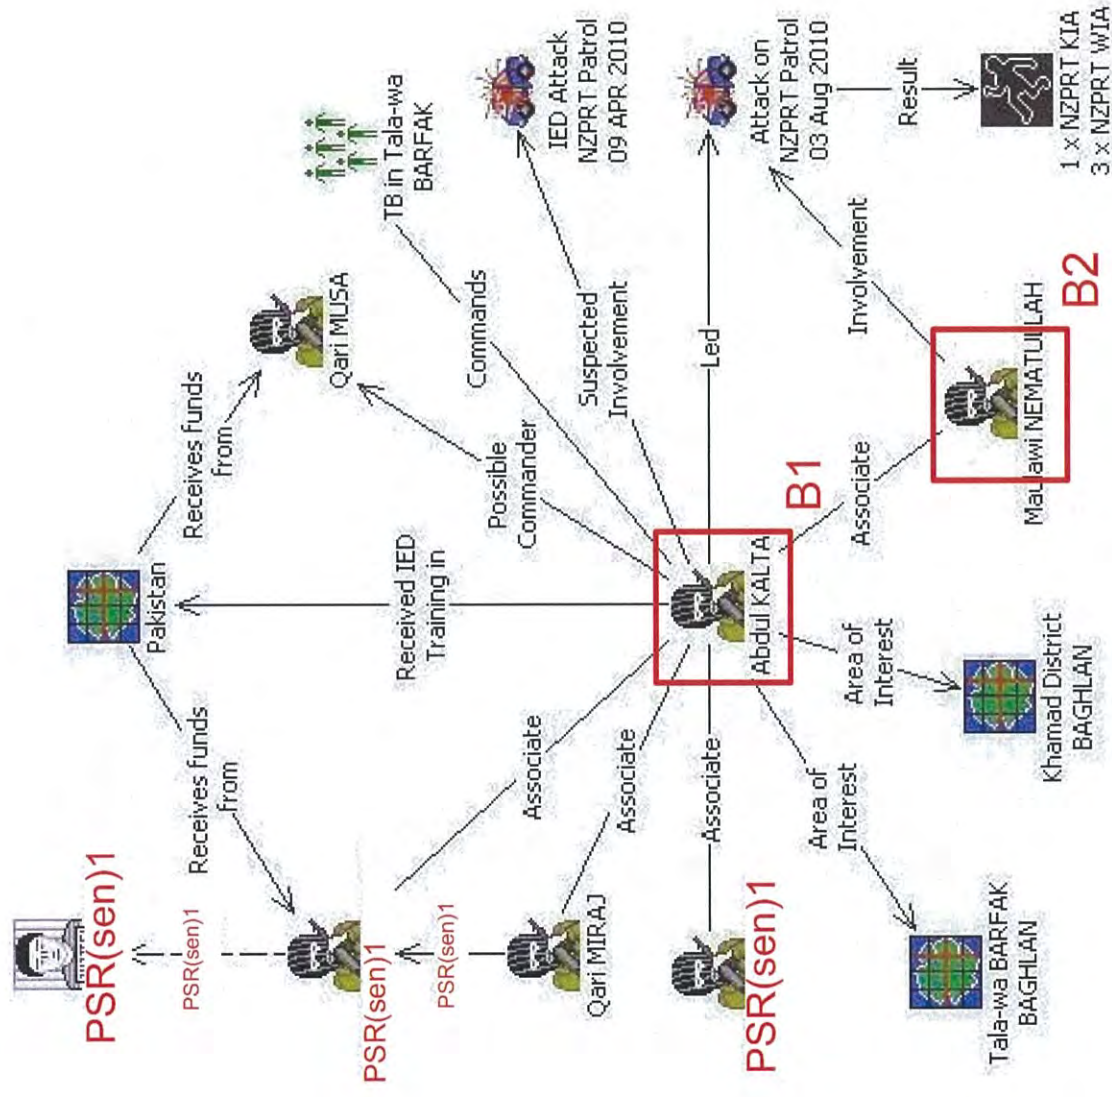 PSR(sen)1
PSR(sen)1
PSR(sen)1
PSR(sen)1
Qari MIRAJ
PSR(sen)1
Tala-wa BARFAK
BAGHLAN
Receives funds
from
Pakistan
Receives funds
from
Qari MUSA
TB in Tala-wa
BARFAK
IED Attack
NZPRT Patrol
09 APR 2010
Attack on
NZPRT Patrol
03 Aug 2010
Result
1 x NZPRT KIA
3 x NZPRT WIA
Received IED
Training in
Possible
Commander
Commands
Suspected
Involvement
Led
Involvement
Associate
Associate
Associate
Area of
Interest
Area of
Interest
Khamad District
BAGHLAN
Abdul KALTA
B1
Associate
Maulawi NEMATULLAH
B2